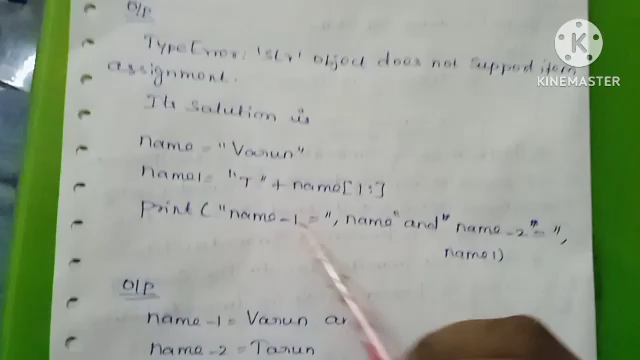 O/P
KINEMASTER
TypeError: 'str' object does not support item
assignment.
Its solution is
name = "Varun"
name1 = "T" + name[1:]
print ("name-1 = ", name" and" name-2" = ",
name1)
O/P
name-1 = Varun an
name-2 = Tarun